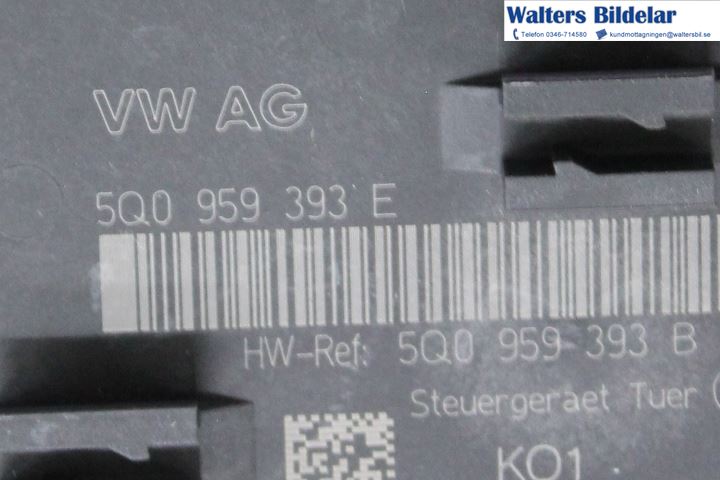 Walters Bildelar
Telefon 0346-714580 kundmottagningen@waltersbil.se
VW AG
5Q0 959 393 E
HW-Ref: 5Q0 959 393 B
Steuergeraet Tuer
KO1